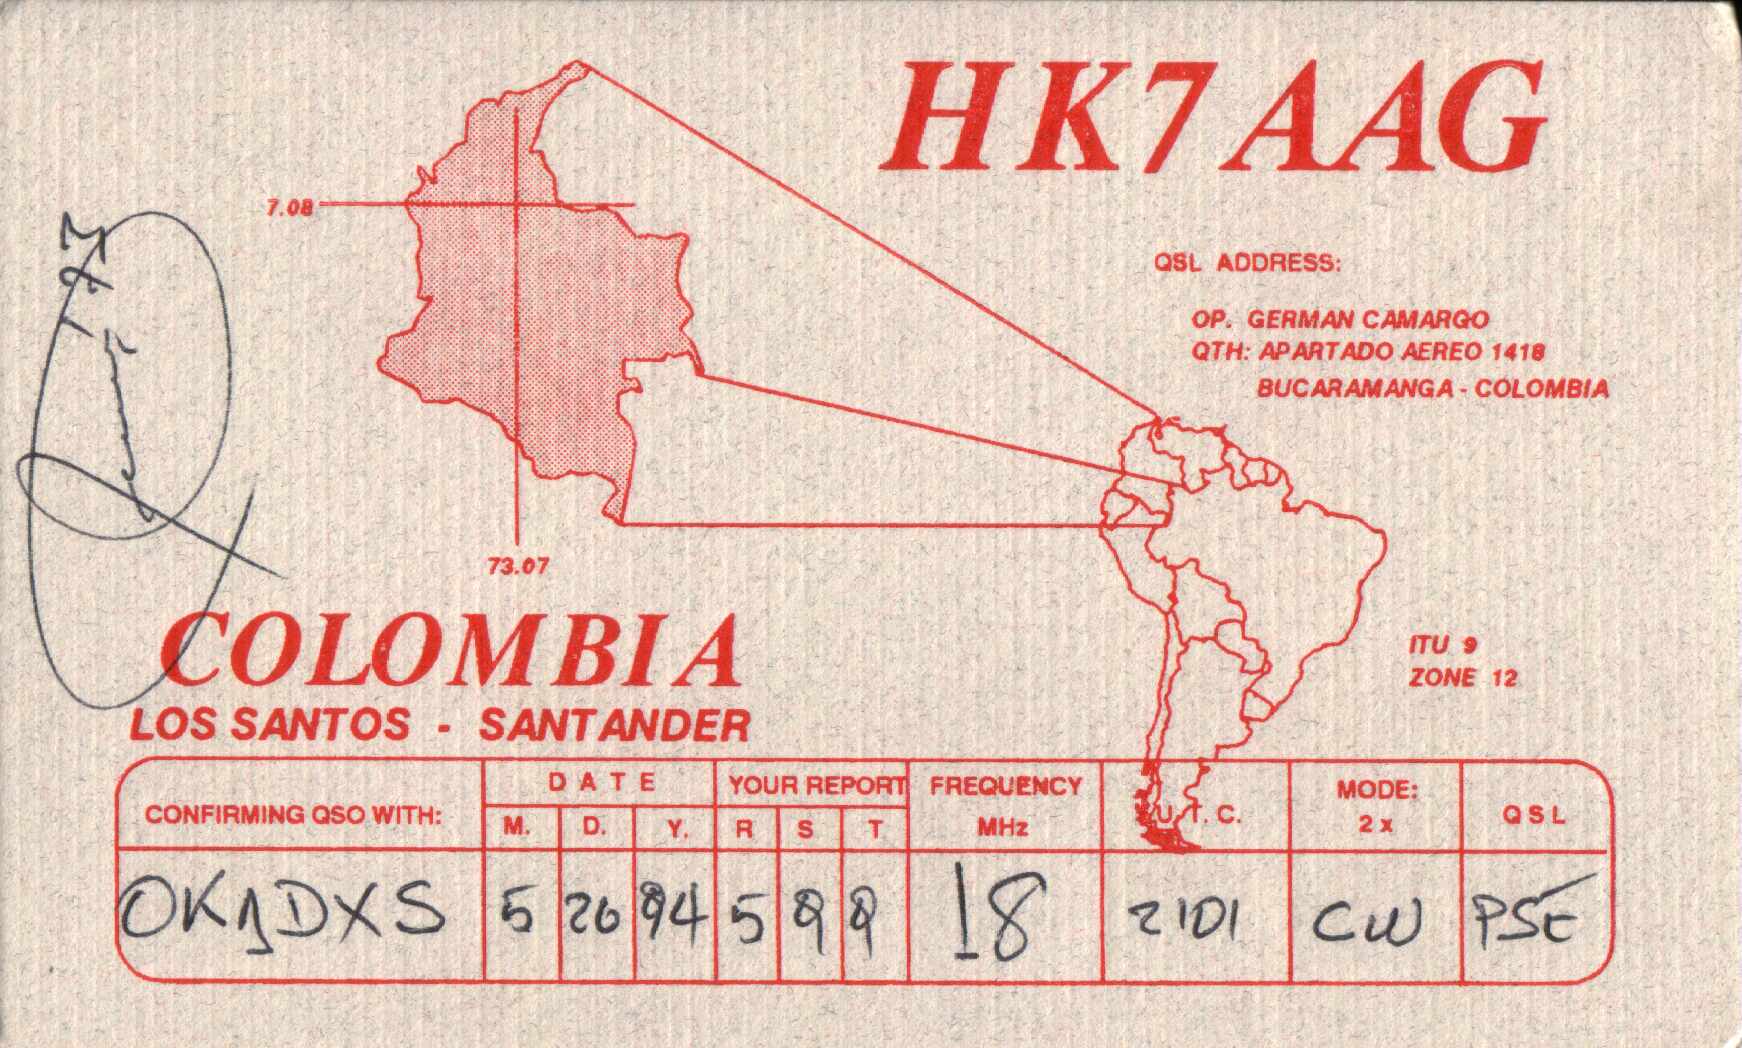 HK7AAG
7.08
QSL ADDRESS:
OP. GERMAN CAMARGO
QTH: APARTADO AEREO 1418
BUCARAMANGA - COLOMBIA
73.07
COLOMBIA
LOS SANTOS - SANTANDER
ITU 9
ZONE 12
CONFIRMING QSO WITH: DATE YOUR REPORT FREQUENCY MHz U.T.C. MODE: 2 x QSL
M. D. Y. R S T
OK1DXS 5 26 94 5 9 9 18 2101 CW PSE